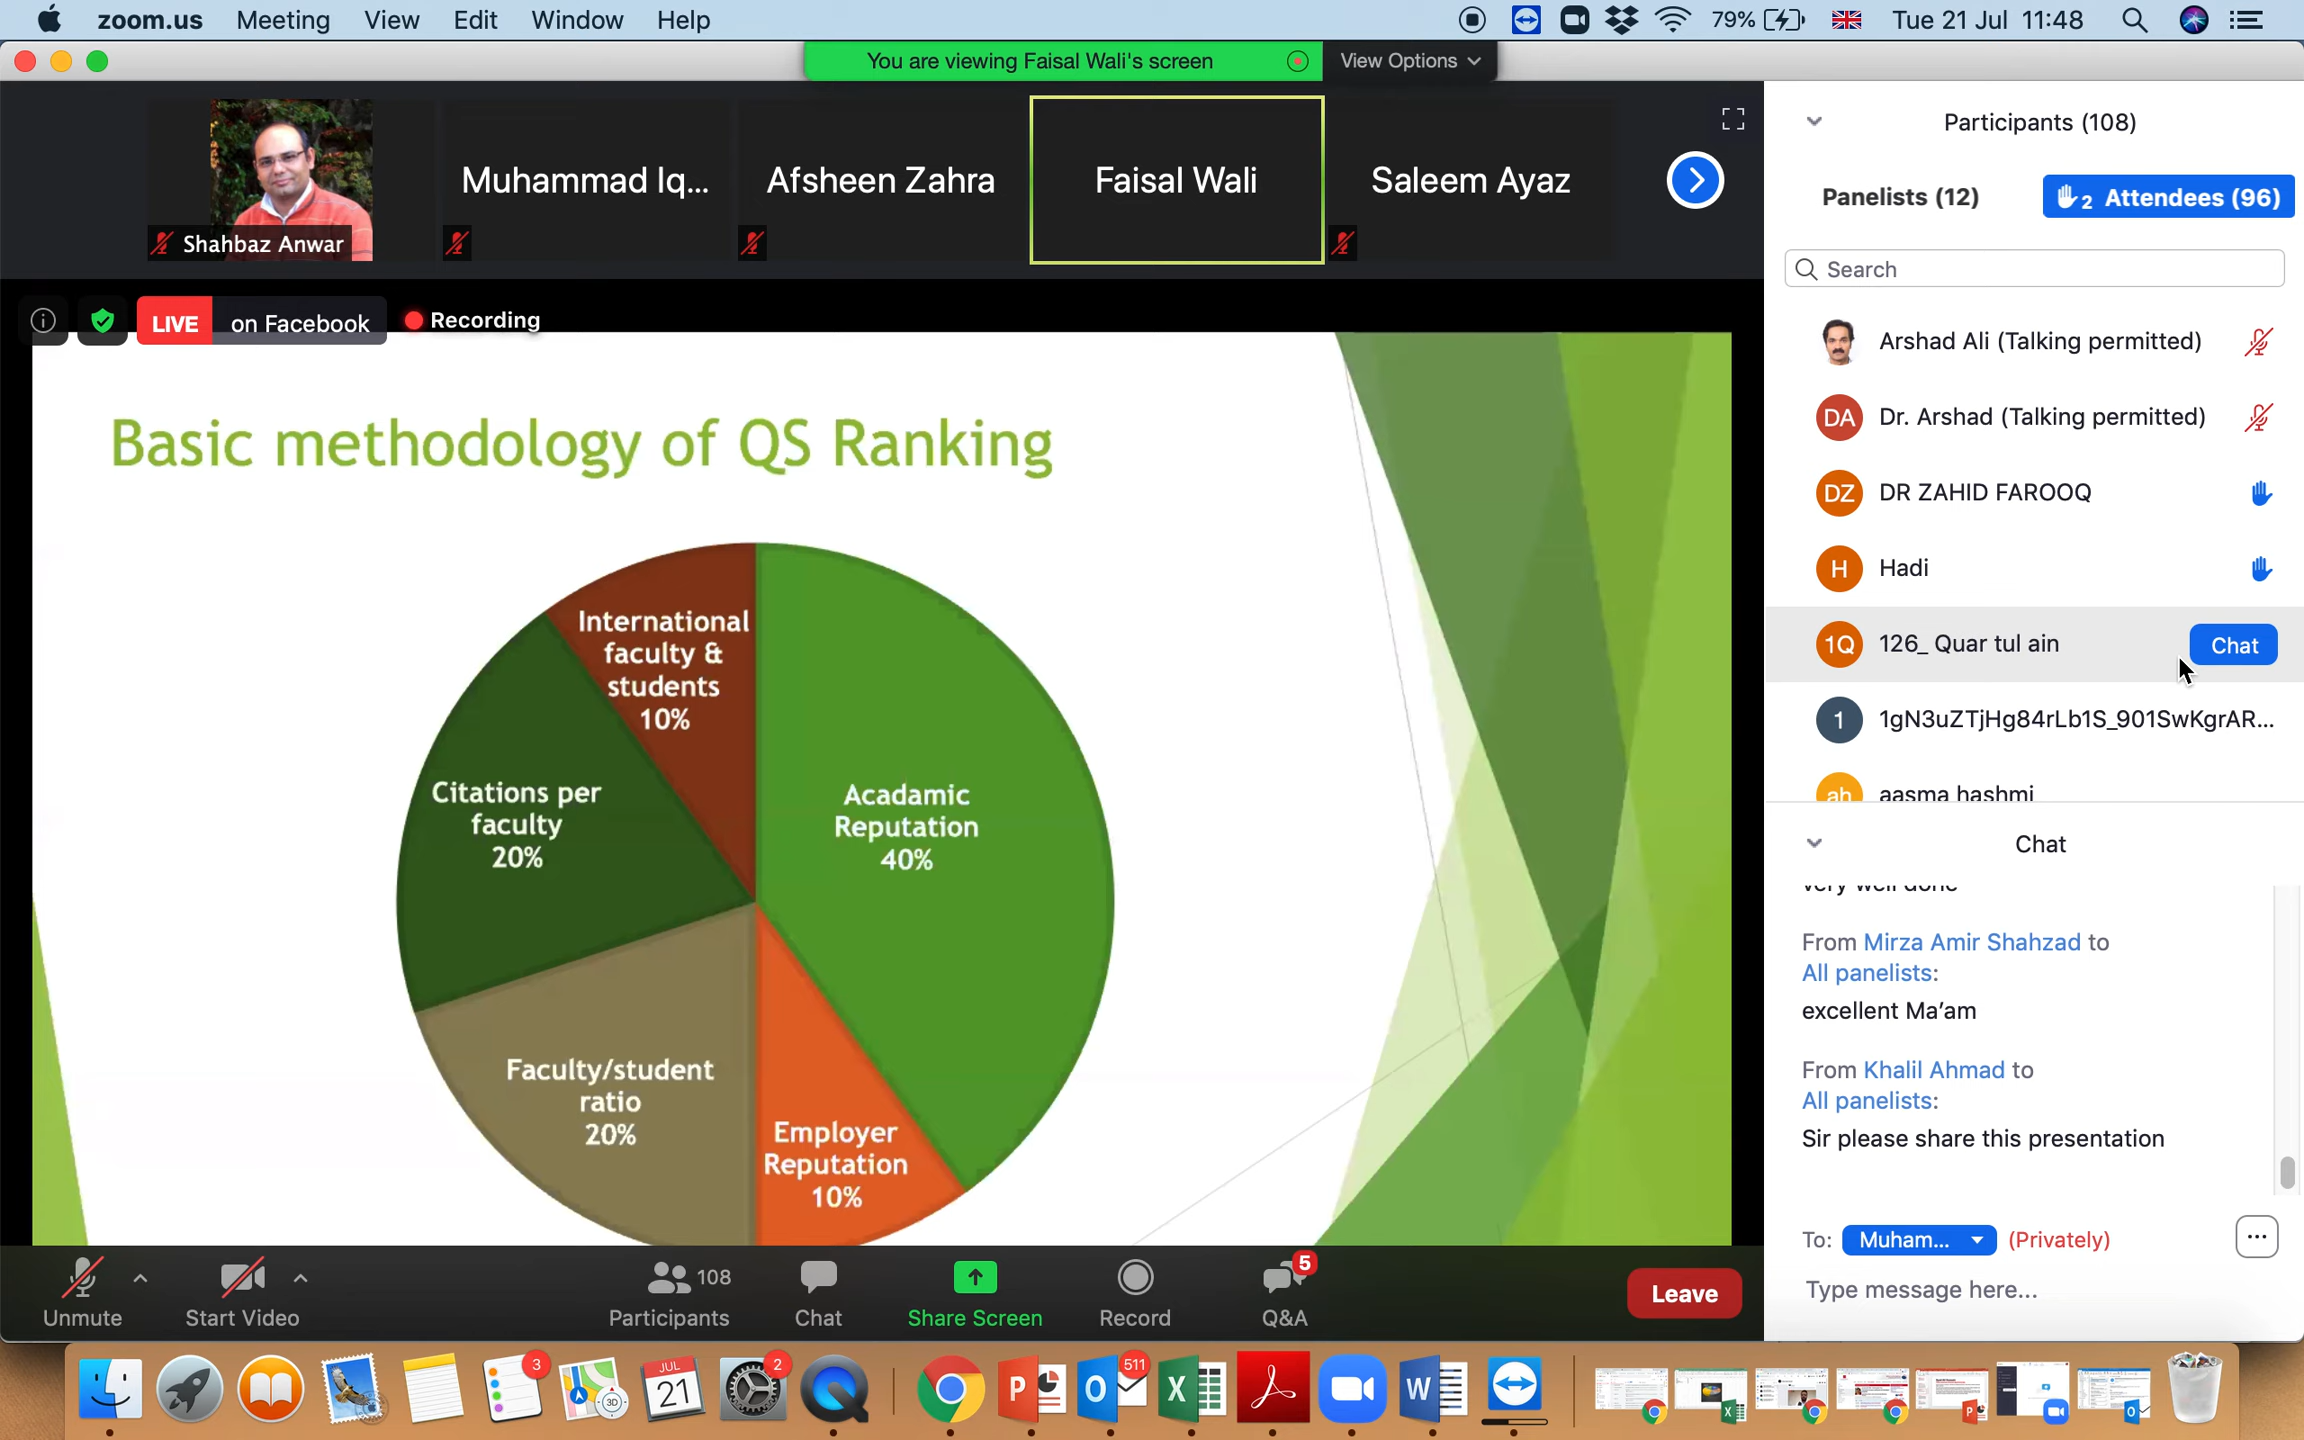 zoom.us Meeting View Edit Window Help
79% Tue 21 Jul 11:48
You are viewing Faisal Wali's screen
View Options
Shahbaz Anwar
Muhammad Iq...
Afsheen Zahra
Faisal Wali
Saleem Ayaz
LIVE on Facebook
Recording
Basic methodology of QS Ranking
International
faculty &
students
10%
Citations per
faculty
20%
Acadamic
Reputation
40%
Faculty/student
ratio
20%
Employer
Reputation
10%
Participants (108)
Panelists (12)
2 Attendees (96)
Search
Arshad Ali (Talking permitted)
DA Dr. Arshad (Talking permitted)
DZ DR ZAHID FAROOQ
H Hadi
1Q 126_ Quar tul ain
Chat
1 1gN3uZTjHg84rLb1S_901SwKgrAR...
ah aasma hashmi
Chat
very well done
From Mirza Amir Shahzad to
All panelists:
excellent Ma'am
From Khalil Ahmad to
All panelists:
Sir please share this presentation
To: Muham... (Privately)
Type message here...
Unmute
Start Video
108
Participants
Chat
Share Screen
Record
5
Q&A
Leave
3
3D
JUL
21
2
P
O
511
X
W